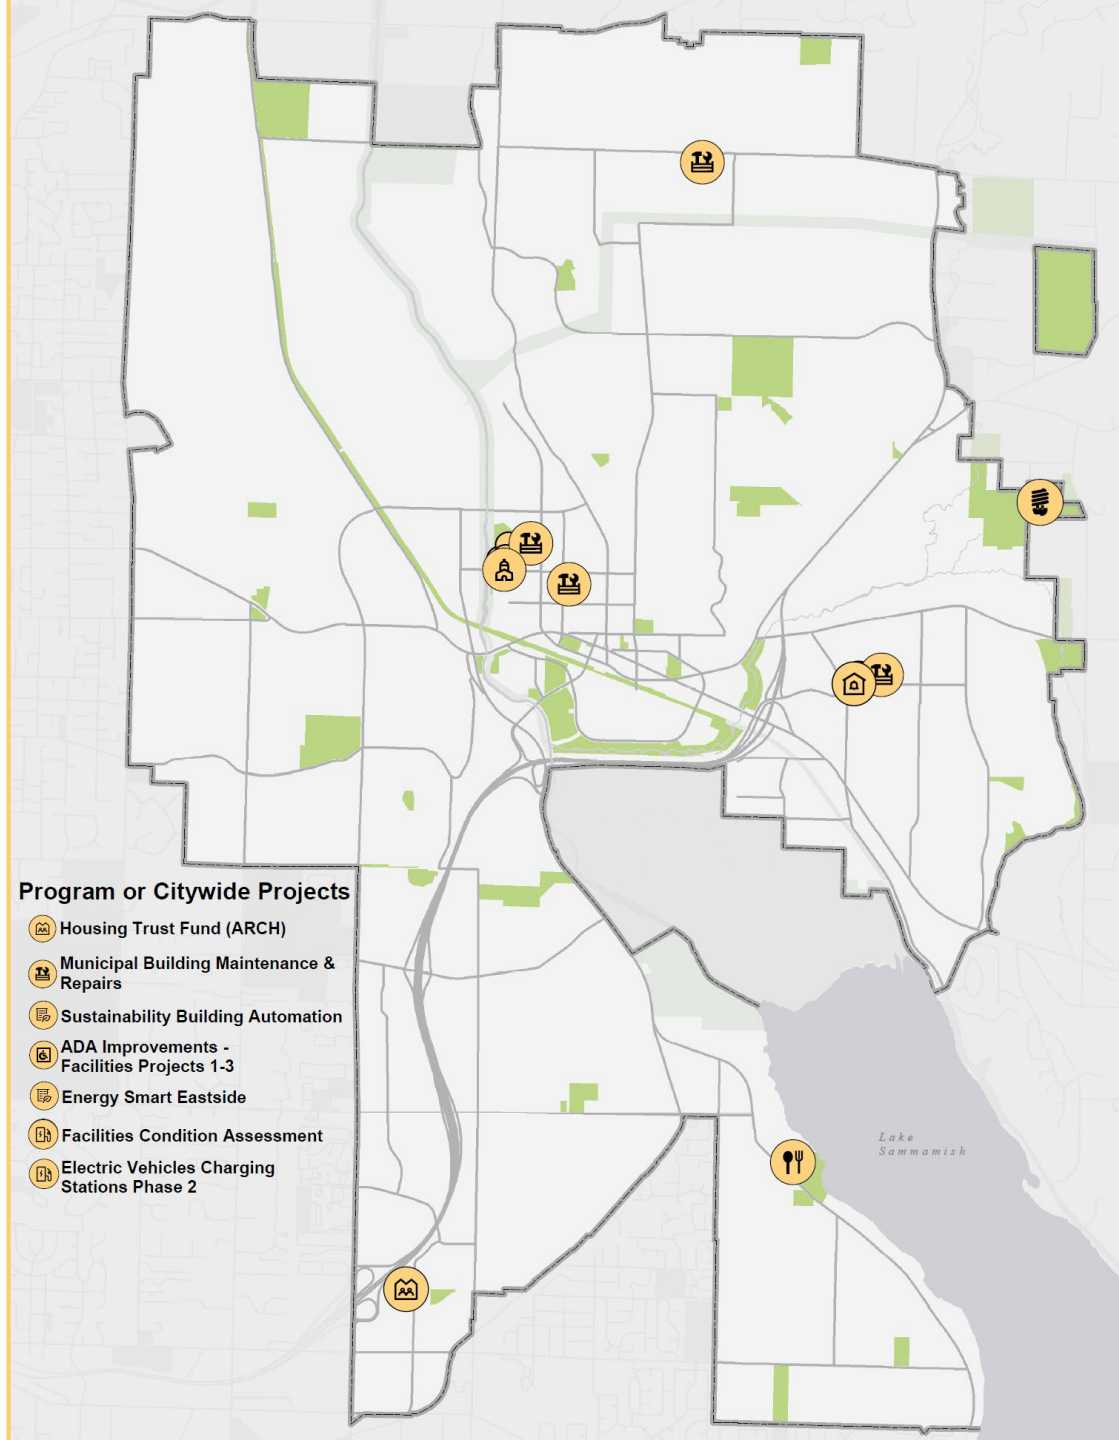 Program or Citywide Projects
Housing Trust Fund (ARCH)
Municipal Building Maintenance &
Repairs
Sustainability Building Automation
ADA Improvements -
Facilities Projects 1-3
Energy Smart Eastside
Facilities Condition Assessment
Electric Vehicles Charging
Stations Phase 2
Lake
Sammamish